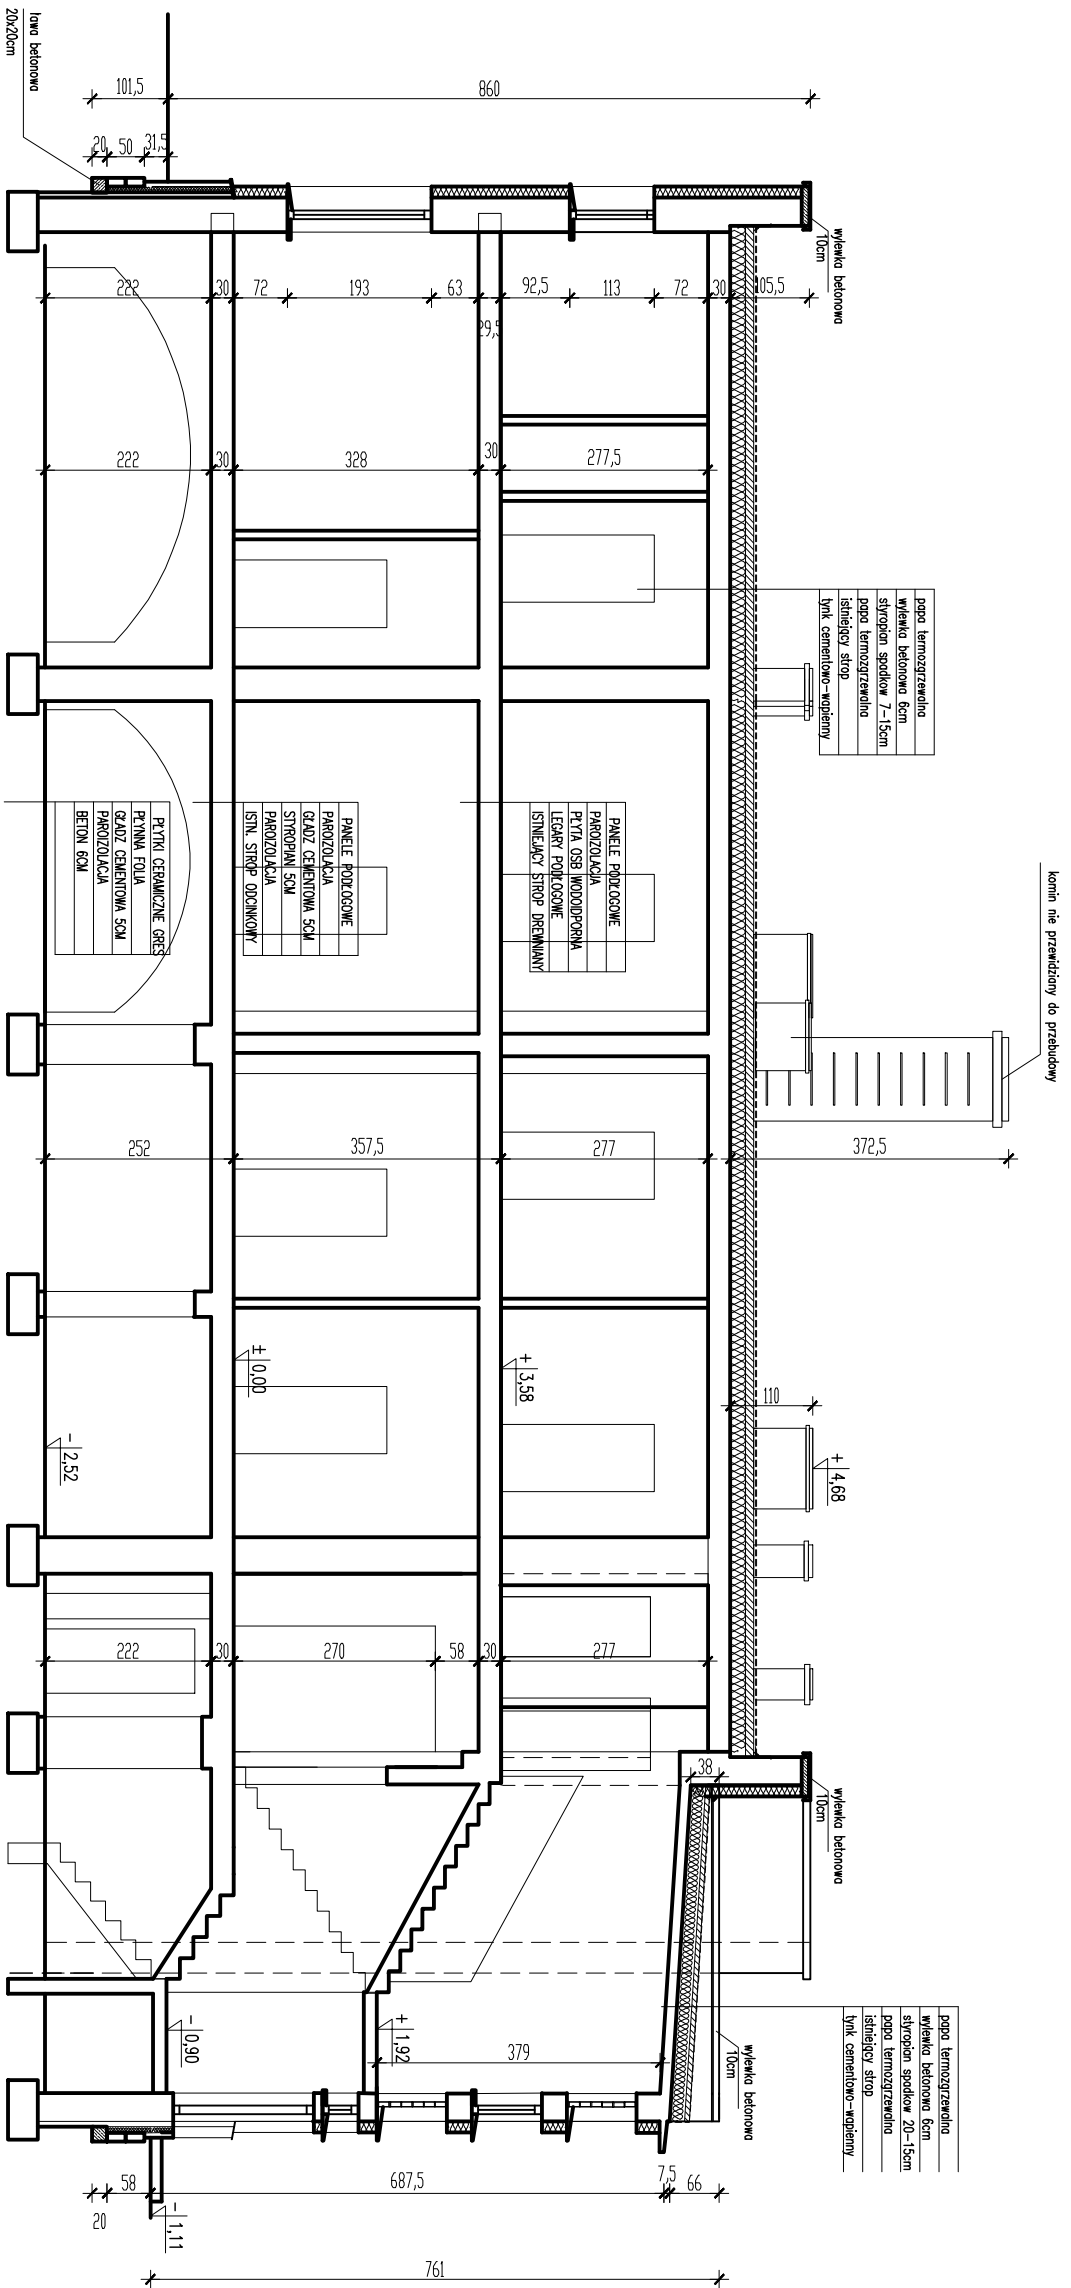 ława betonowa
20x20cm
101,5
860
20
50
31,5
wylewka betonowa
10cm
222
30
72
193
63
29,5
92,5
113
72
30
105,5
222
30
328
30
277,5
papa termozgrzewalna
wylewka betonowa 6cm
styropian spadkow 7-15cm
papa termozgrzewalna
istniejący strop
tynk cementowo-wapienny
PANELE PODŁOGOWE
PAROIZOLACJA
PŁYTA OSB WODOIDPORNA
LEGARY PODŁOGOWE
ISTNIEJĄCY STROP DREWNIANY
PANELE PODŁOGOWE
PAROIZOLACJA
GŁADZ CEMENTOWA 5CM
STYROPIAN 5CM
PAROIZOLACJA
ISTN. STROP ODCINKOWY
PŁYTKI CERAMICZNE GRES
PŁYNNA FOLIA
GŁADZ CEMENTOWA 5CM
PAROIZOLACJA
BETON 6CM
komin nie przewidziany do przebudowy
252
357,5
277
372,5
± 0,00
+ 3,58
- 2,52
110
+ 4,68
222
30
270
58
30
277
38
wylewka betonowa
10cm
- 0,90
+ 1,92
379
wylewka betonowa
10cm
papa termozgrzewalna
wylewka betonowa 6cm
styropian spadkow 20-15cm
papa termozgrzewalna
istniejący strop
tynk cementowo-wapienny
20
58
687,5
7,5
66
- 1,11
761